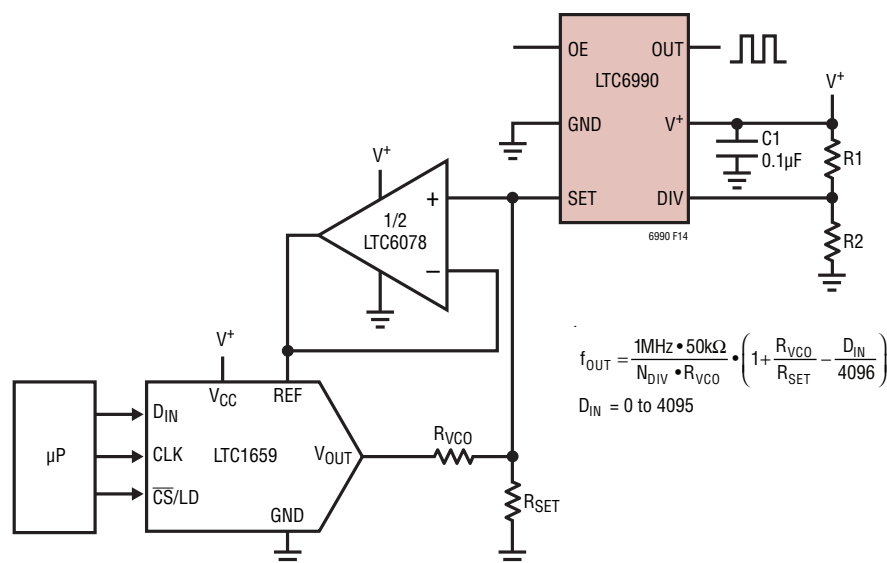 OE OUT
LTC6990
V+
GND V+
C1
0.1µF
R1
V+
+
SET DIV
1/2
LTC6078
6990 F14
R2
–
V+
fOUT = 1MHz • 50kΩ / NDIV • RVCO • (1 + RVCO / RSET – DIN / 4096)
DIN = 0 to 4095
VCC REF
DIN
RVCO
µP
CLK
LTC1659
VOUT
CS/LD
RSET
GND